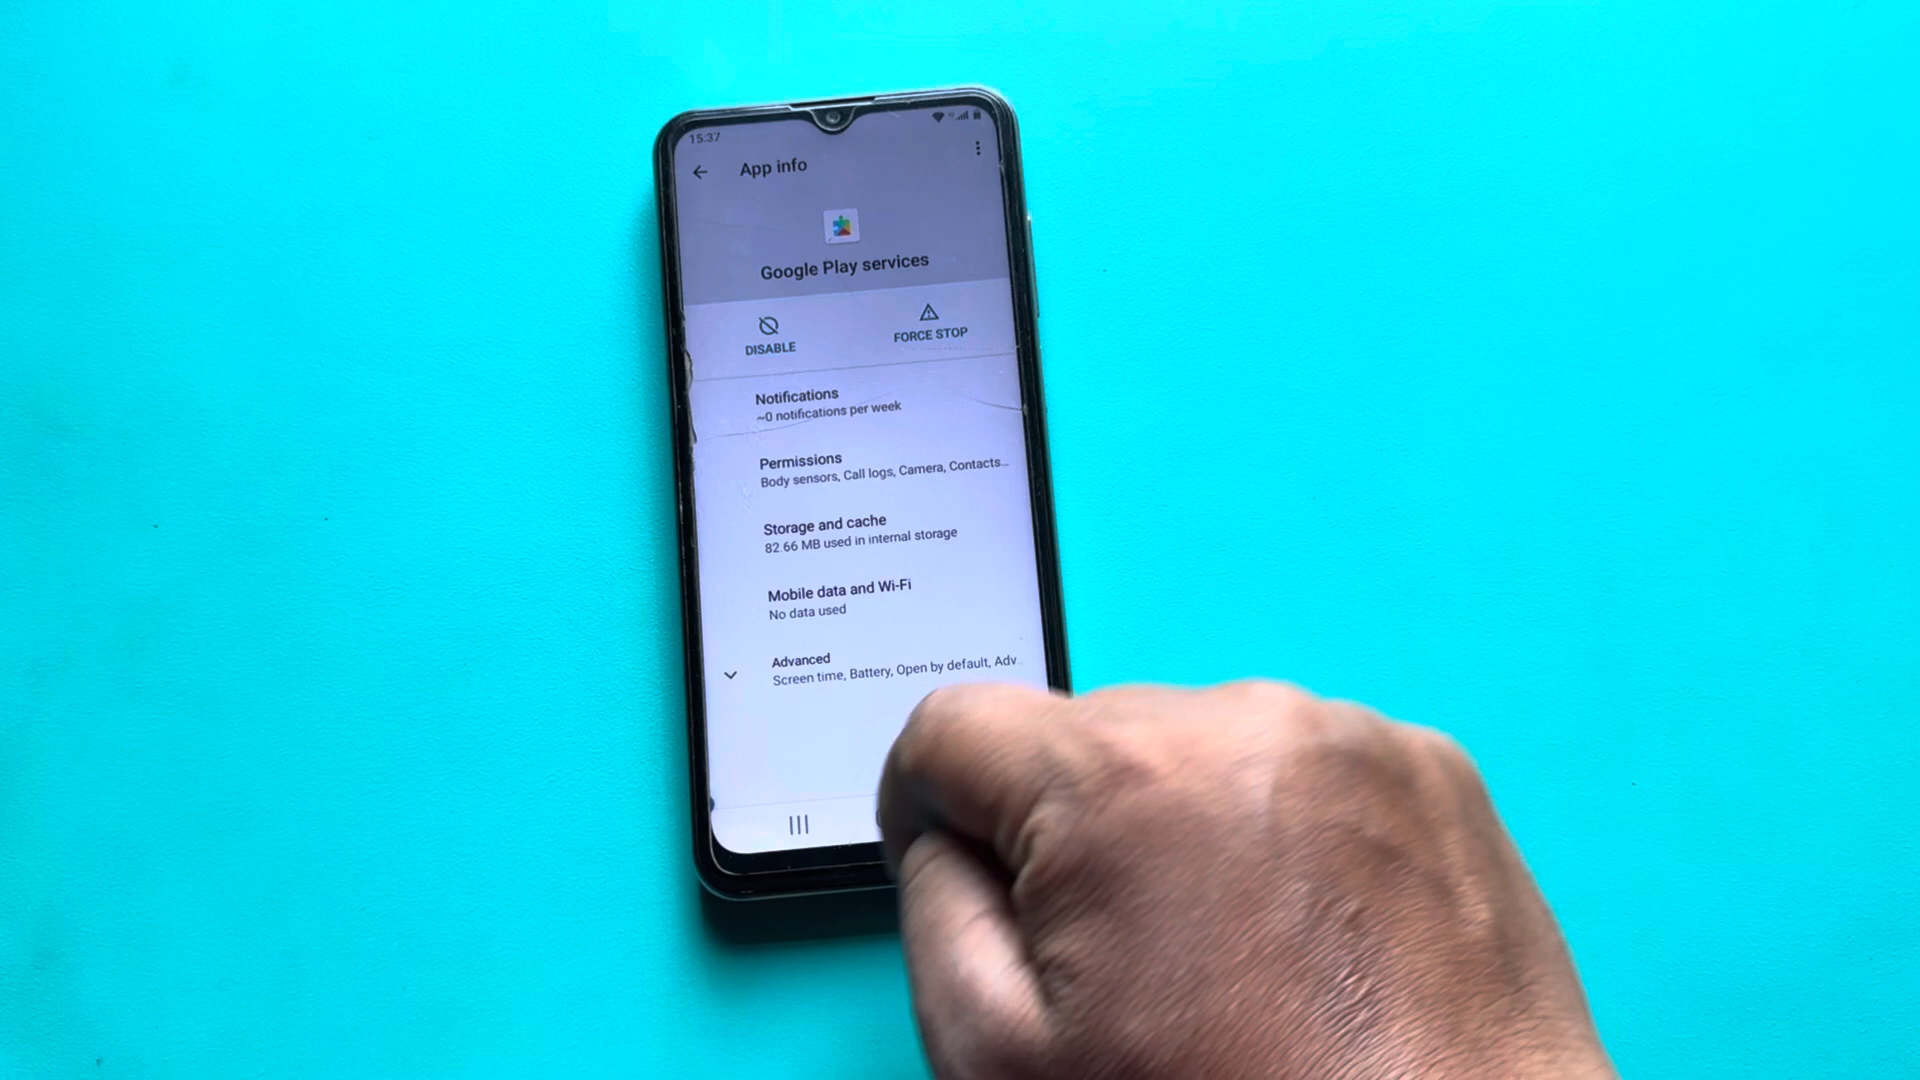 15:37
App info
Google Play services
DISABLE
FORCE STOP
Notifications
~0 notifications per week
Permissions
Body sensors, Call logs, Camera, Contacts...
Storage and cache
82.66 MB used in internal storage
Mobile data and Wi-Fi
No data used
Advanced
Screen time, Battery, Open by default, Adv..